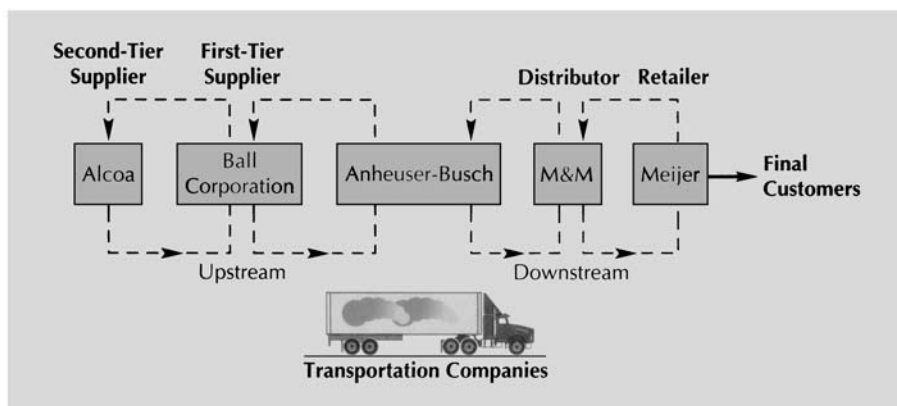 Second-Tier
Supplier
First-Tier
Supplier
Distributor
Retailer
Alcoa
Ball
Corporation
Anheuser-Busch
M&M
Meijer
Final
Customers
Upstream
Downstream
Transportation Companies